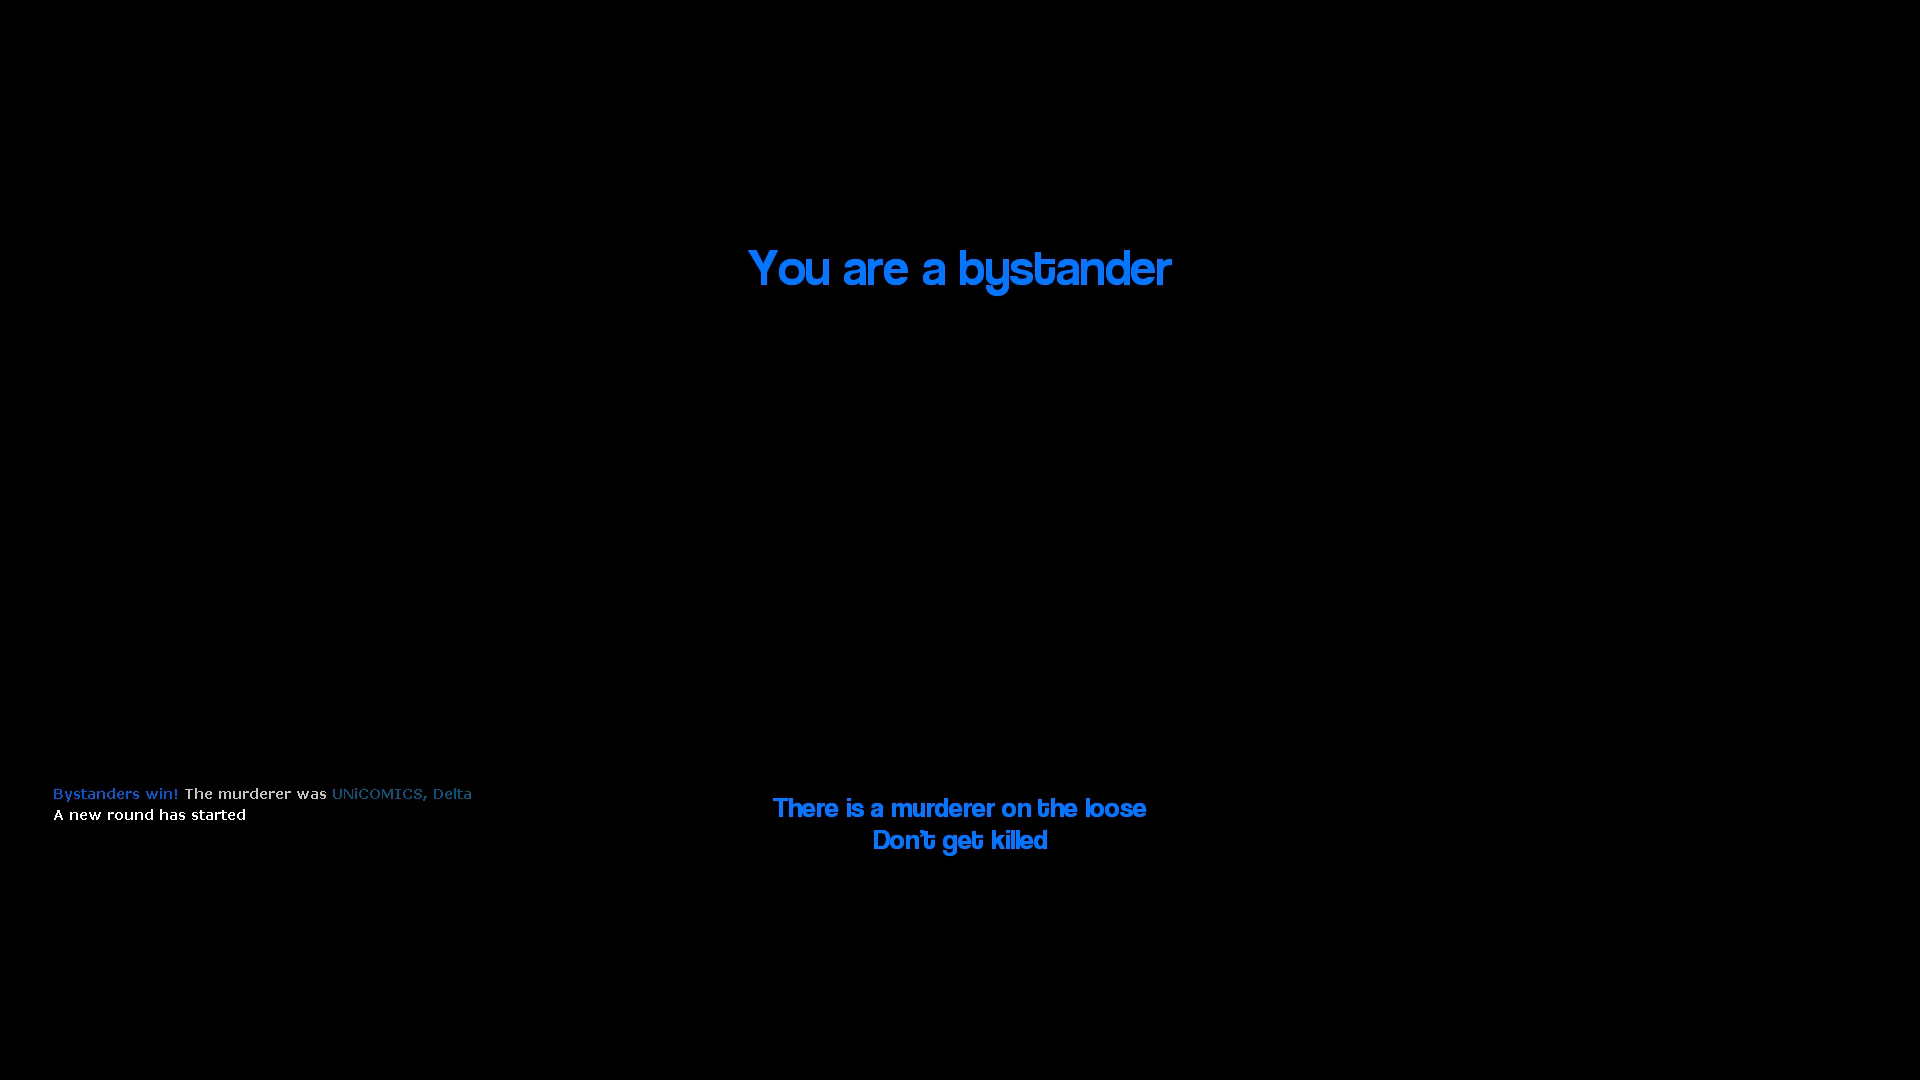 You are a bystander
Bystanders win! The murderer was UNiCOMICS, Delta
A new round has started
There is a murderer on the loose
Don't get killed